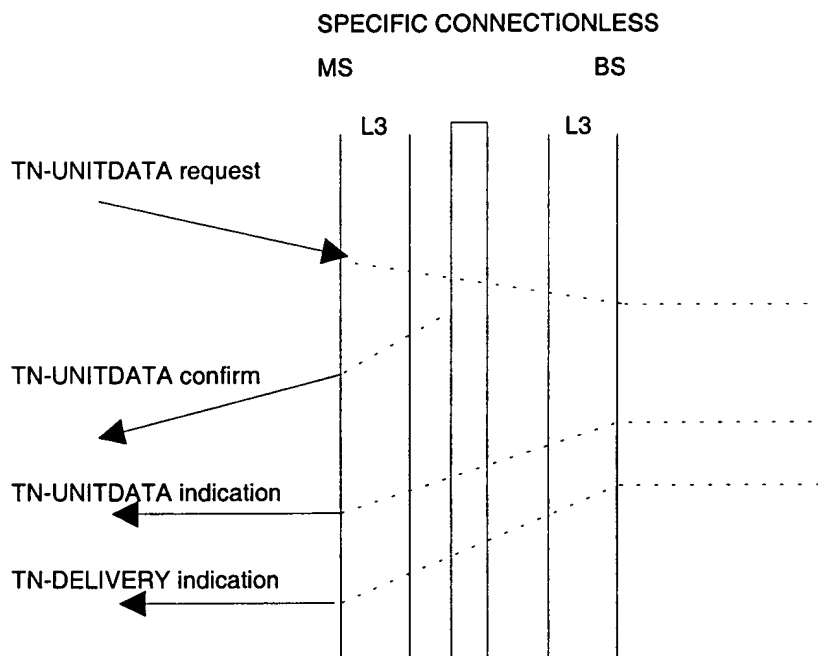 SPECIFIC CONNECTIONLESS
MS BS
L3 L3
TN-UNITDATA request
TN-UNITDATA confirm
TN-UNITDATA indication
TN-DELIVERY indication